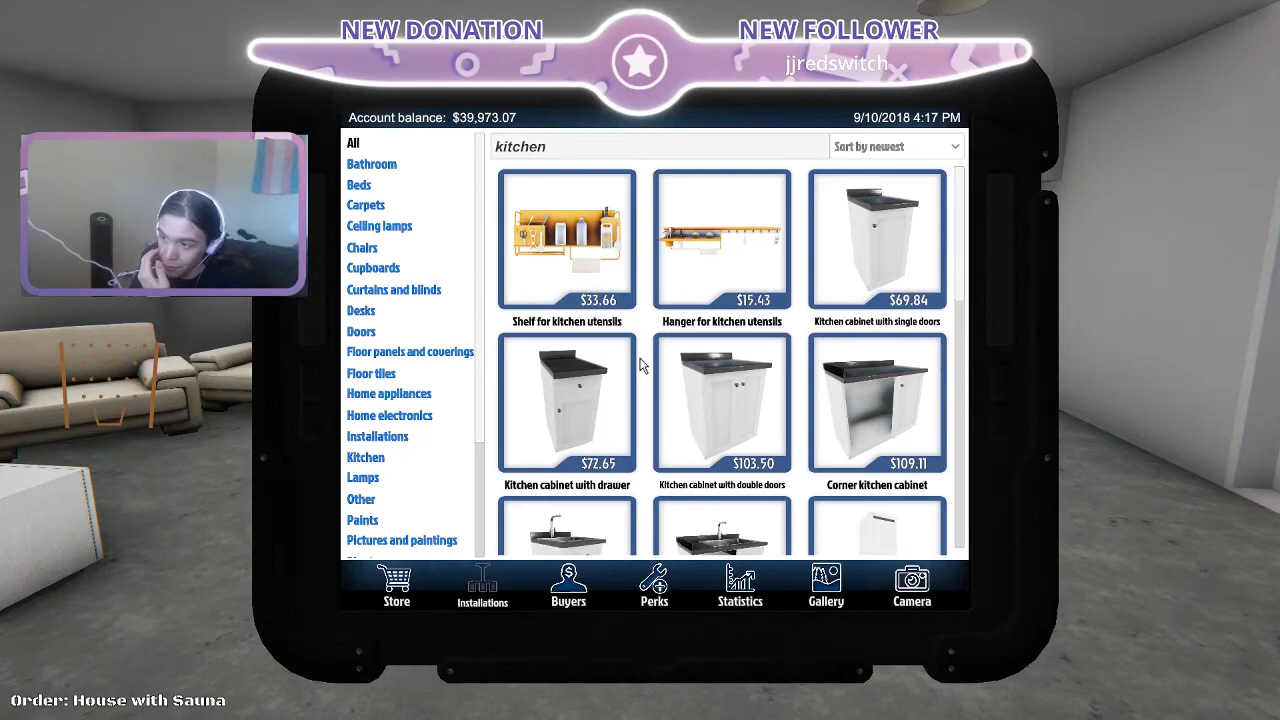 NEW DONATION
NEW FOLLOWER
jjredswitch
Account balance: $39,973.07
9/10/2018 4:17 PM
All
Bathroom
Beds
Carpets
Ceiling lamps
Chairs
Cupboards
Curtains and blinds
Desks
Doors
Floor panels and coverings
Floor tiles
Home appliances
Home electronics
Installations
Kitchen
Lamps
Other
Paints
Pictures and paintings
kitchen
Sort by newest
$33.66
$15.43
$69.84
Shelf for kitchen utensils
Hanger for kitchen utensils
Kitchen cabinet with single doors
$72.65
$103.50
$109.11
Kitchen cabinet with drawer
Kitchen cabinet with double doors
Corner kitchen cabinet
Store
Installations
Buyers
Perks
Statistics
Gallery
Camera
Order: House with Sauna